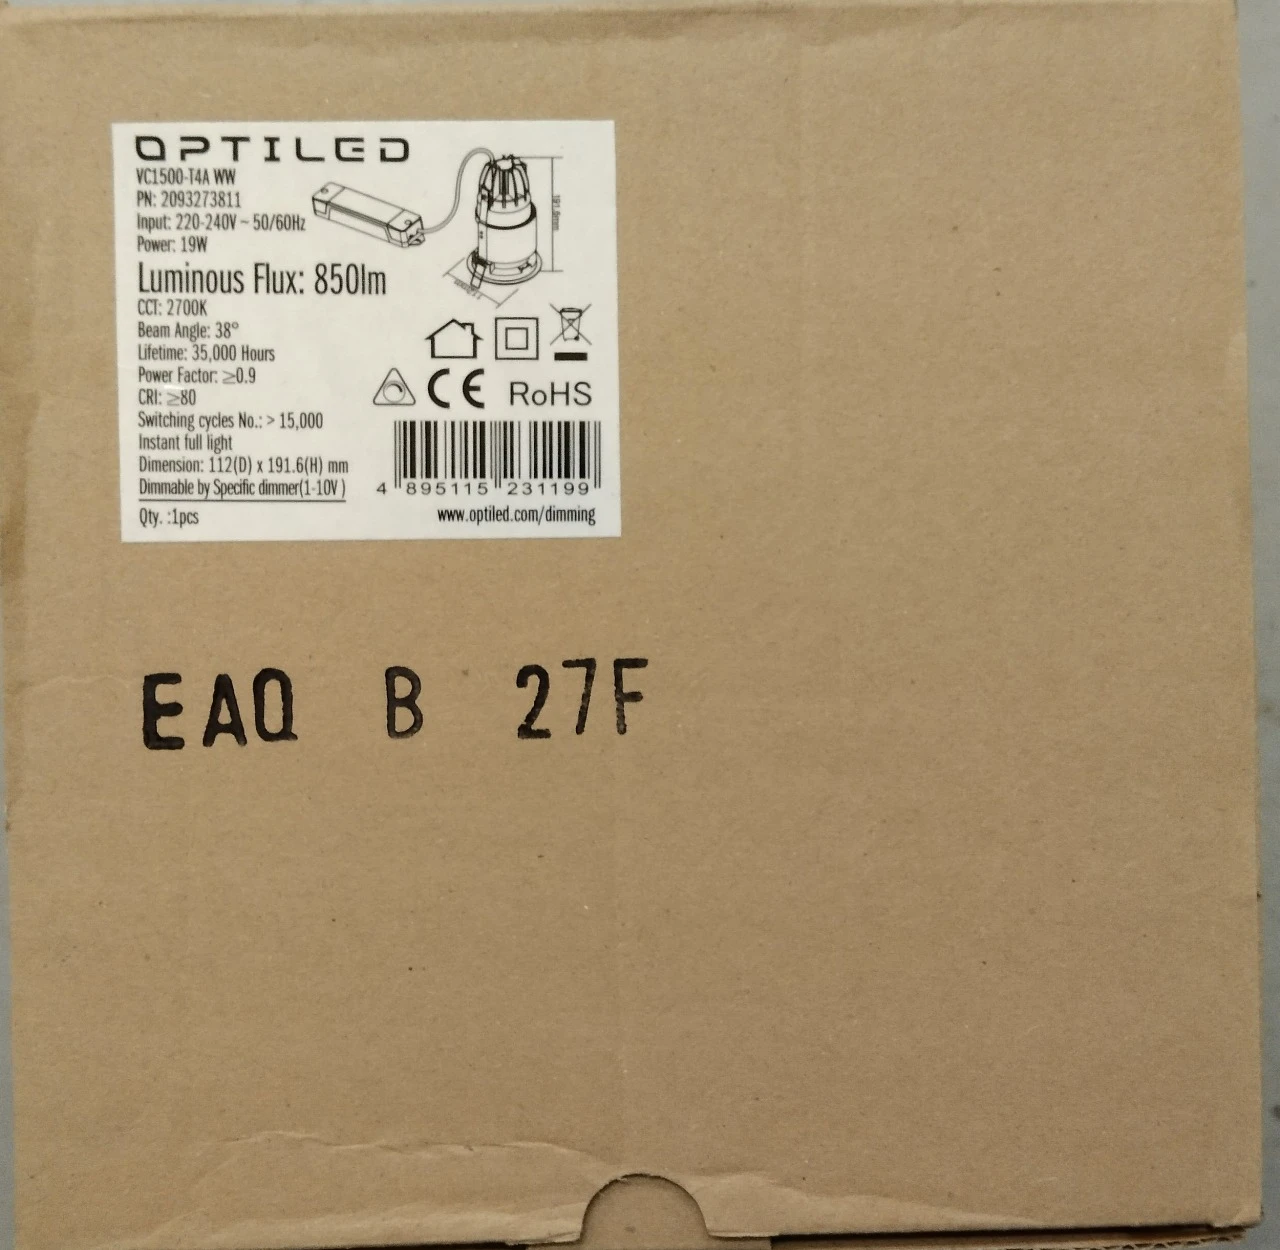 OPTILED
VC1500-T4A WW
PN: 2093273811
Input: 220-240V ~ 50/60Hz
Power: 19W
Luminous Flux: 850lm
CCT: 2700K
Beam Angle: 38°
Lifetime: 35,000 Hours
Power Factor: ≥0.9
CRI: ≥80
Switching cycles No.: > 15,000
Instant full light
Dimension: 112(D) x 191.6(H) mm
Dimmable by Specific dimmer(1-10V )
Qty. :1pcs
191.6mm
CE RoHS
4 895115 231199
www.optiled.com/dimming
EAQ B 27F